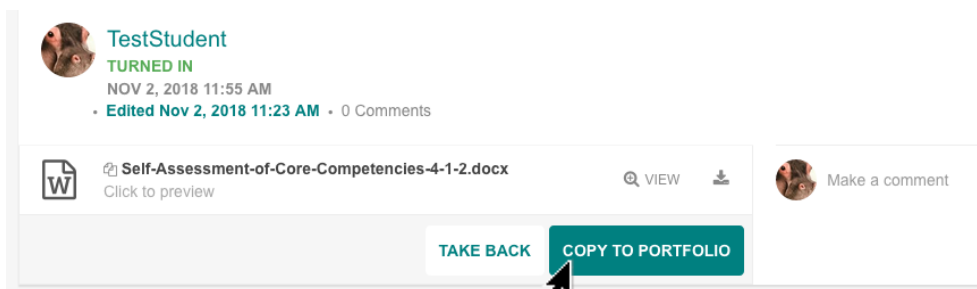 TestStudent
TURNED IN
NOV 2, 2018 11:55 AM
• Edited Nov 2, 2018 11:23 AM • 0 Comments
W Self-Assessment-of-Core-Competencies-4-1-2.docx
Click to preview
VIEW
Make a comment
TAKE BACK COPY TO PORTFOLIO